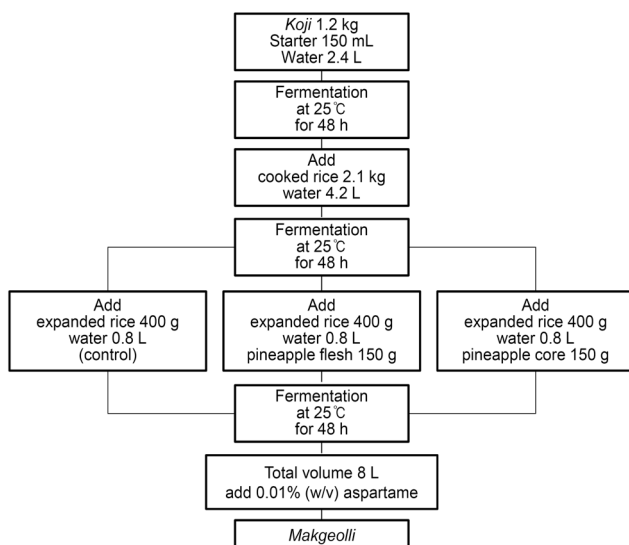 Koji 1.2 kg
Starter 150 mL
Water 2.4 L
Fermentation
at 25℃
for 48 h
Add
cooked rice 2.1 kg
water 4.2 L
Fermentation
at 25℃
for 48 h
Add
expanded rice 400 g
water 0.8 L
(control)
Add
expanded rice 400 g
water 0.8 L
pineapple flesh 150 g
Add
expanded rice 400 g
water 0.8 L
pineapple core 150 g
Fermentation
at 25℃
for 48 h
Total volume 8 L
add 0.01% (w/v) aspartame
Makgeolli